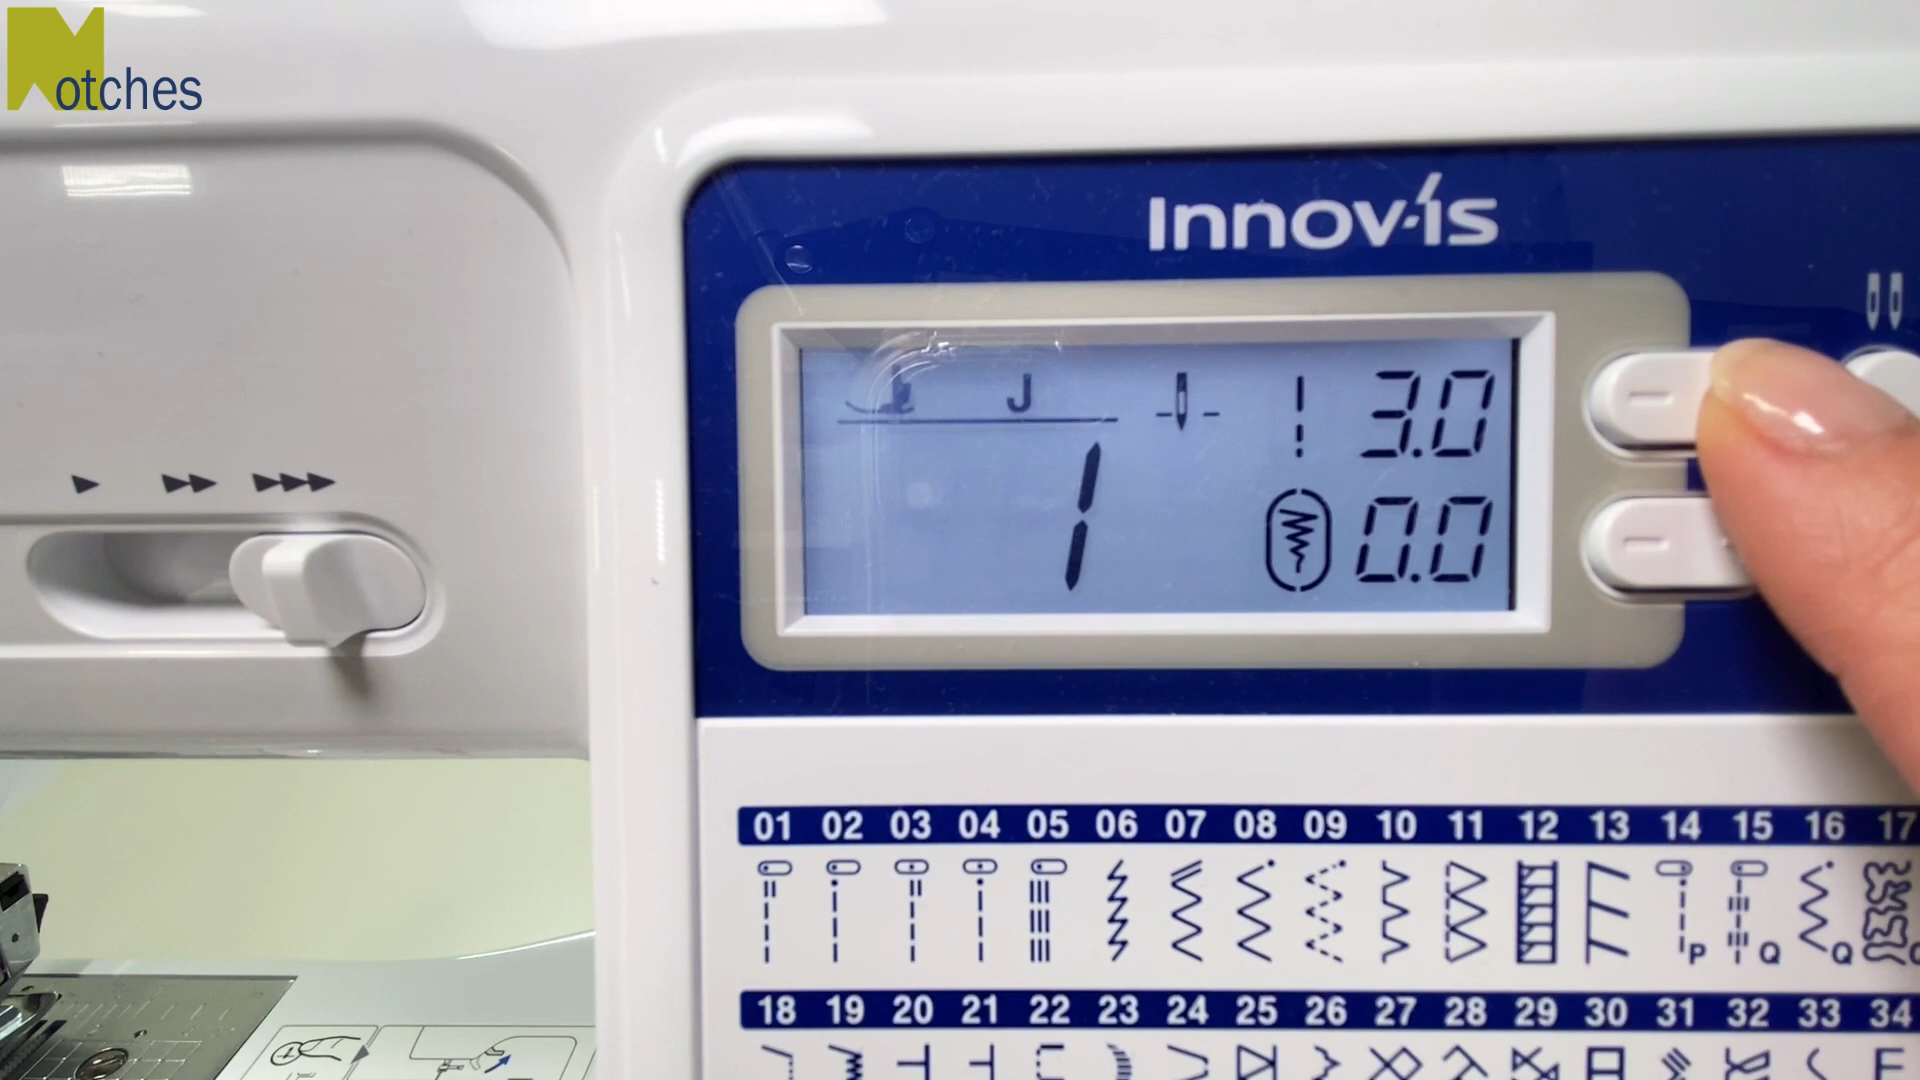 Notches
Innov-ís
J
3.0
1
0.0
01 02 03 04 05 06 07 08 09 10 11 12 13 14 15 16 17
P Q Q
18 19 20 21 22 23 24 25 26 27 28 29 30 31 32 33 34